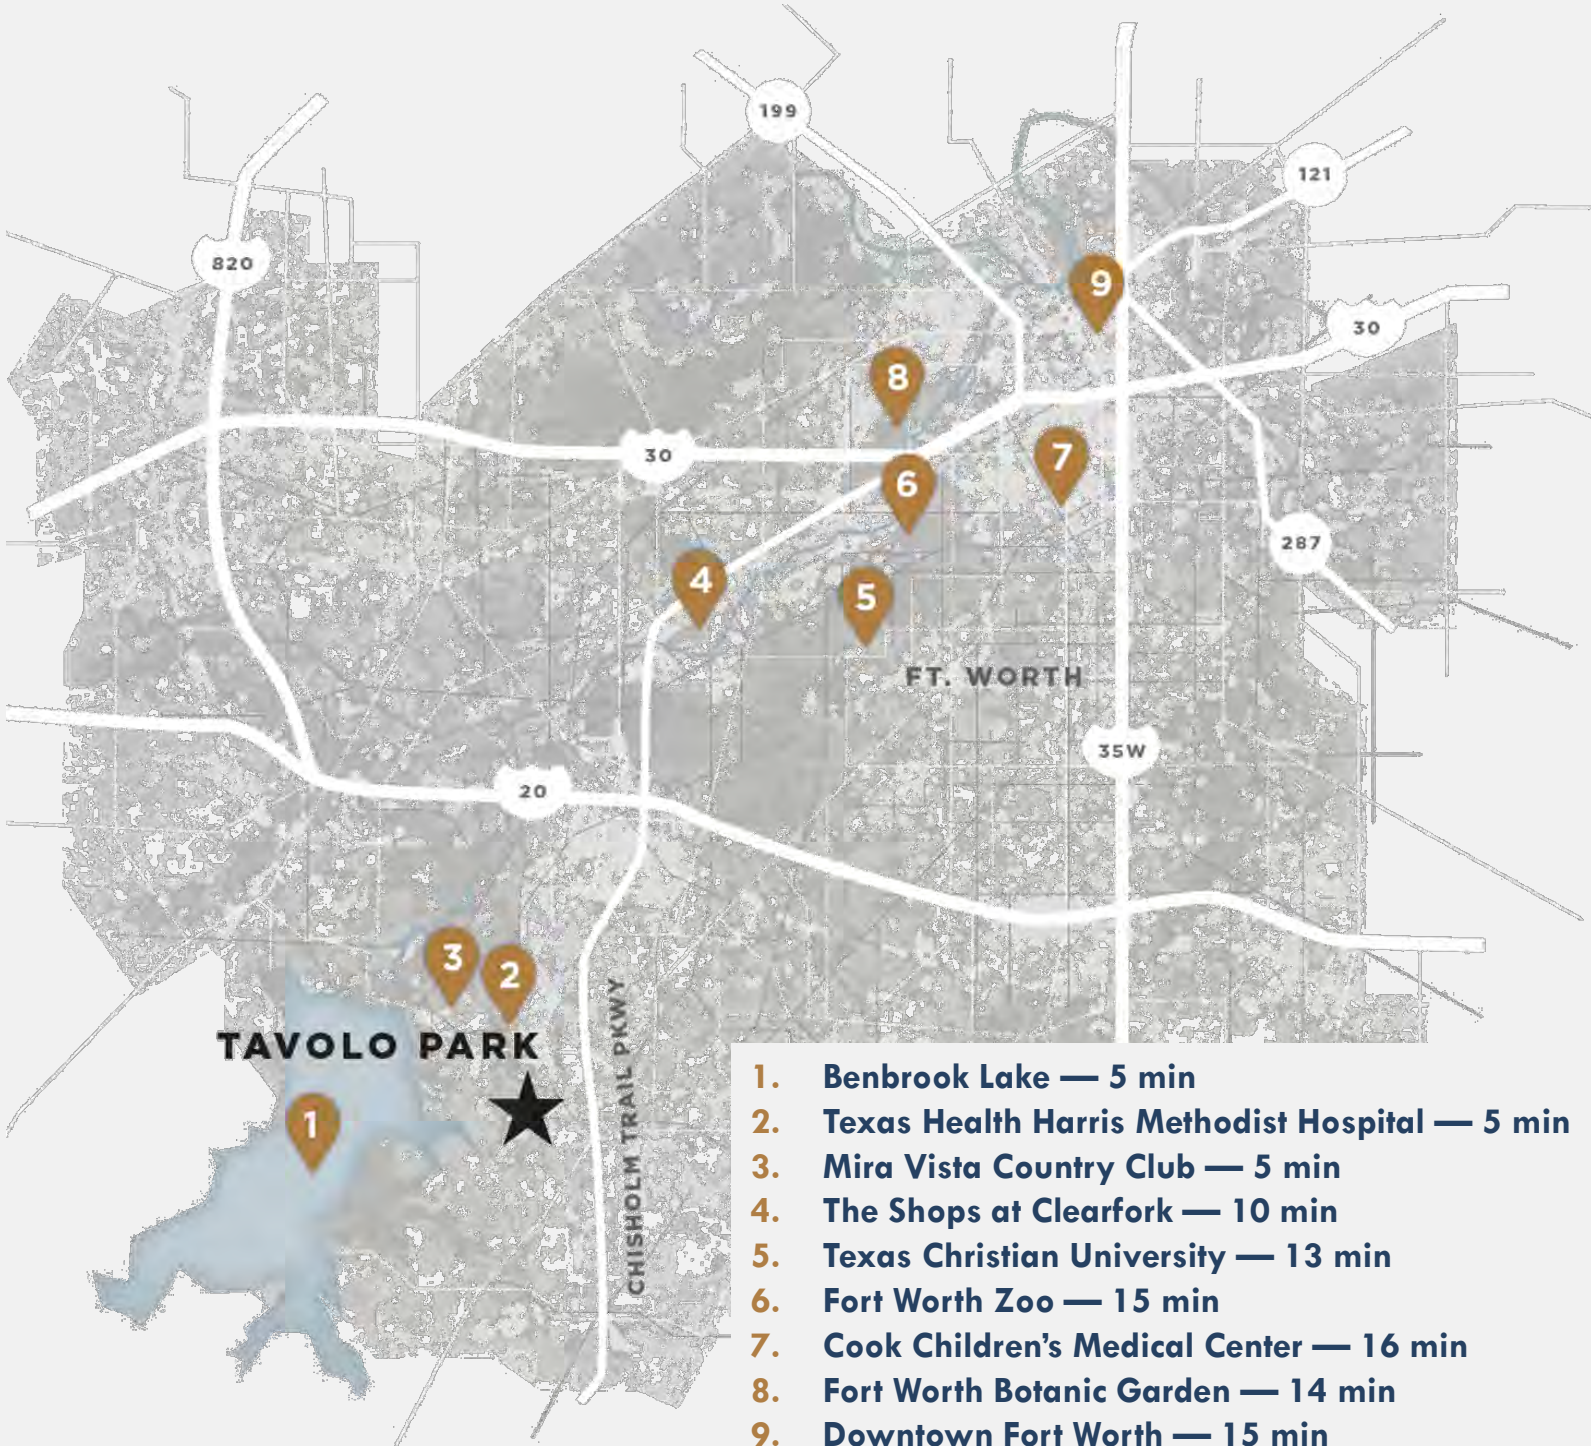 199
121
820
9
30
8
30
7
6
287
4
5
FT. WORTH
35W
20
3
2
TAVOLO PARK
1
CHISHOLM TRAIL PKWY
1. Benbrook Lake — 5 min
2. Texas Health Harris Methodist Hospital — 5 min
3. Mira Vista Country Club — 5 min
4. The Shops at Clearfork — 10 min
5. Texas Christian University — 13 min
6. Fort Worth Zoo — 15 min
7. Cook Children’s Medical Center — 16 min
8. Fort Worth Botanic Garden — 14 min
9. Downtown Fort Worth — 15 min